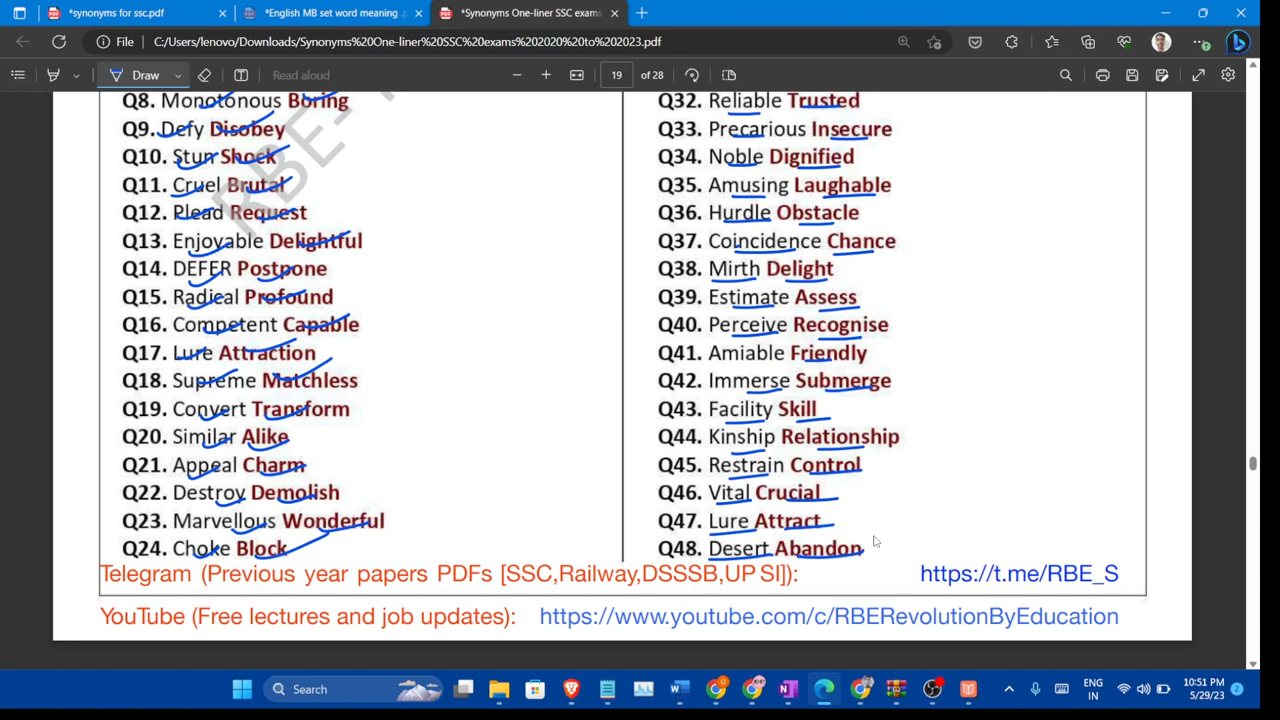 *synonyms for ssc.pdf
*English MB set word meaning .p
*Synonyms One-liner SSC exams
File
C:/Users/lenovo/Downloads/Synonyms%20One-liner%20SSC%20exams%202020%20to%202023.pdf
Draw
Read aloud
19 of 28
Q8. Monotonous Boring
Q9. Defy Disobey
Q10. Stun Shock
Q11. Cruel Brutal
Q12. Plead Request
Q13. Enjoyable Delightful
Q14. DEFER Postpone
Q15. Radical Profound
Q16. Competent Capable
Q17. Lure Attraction
Q18. Supreme Matchless
Q19. Convert Transform
Q20. Similar Alike
Q21. Appeal Charm
Q22. Destroy Demolish
Q23. Marvellous Wonderful
Q24. Choke Block
Q32. Reliable Trusted
Q33. Precarious Insecure
Q34. Noble Dignified
Q35. Amusing Laughable
Q36. Hurdle Obstacle
Q37. Coincidence Chance
Q38. Mirth Delight
Q39. Estimate Assess
Q40. Perceive Recognise
Q41. Amiable Friendly
Q42. Immerse Submerge
Q43. Facility Skill
Q44. Kinship Relationship
Q45. Restrain Control
Q46. Vital Crucial
Q47. Lure Attract
Q48. Desert Abandon
RBE-
Telegram (Previous year papers PDFs [SSC,Railway,DSSSB,UP SI]): https://t.me/RBE_S
YouTube (Free lectures and job updates): https://www.youtube.com/c/RBERevolutionByEducation
Search
ENG
IN
10:51 PM
5/29/23
2